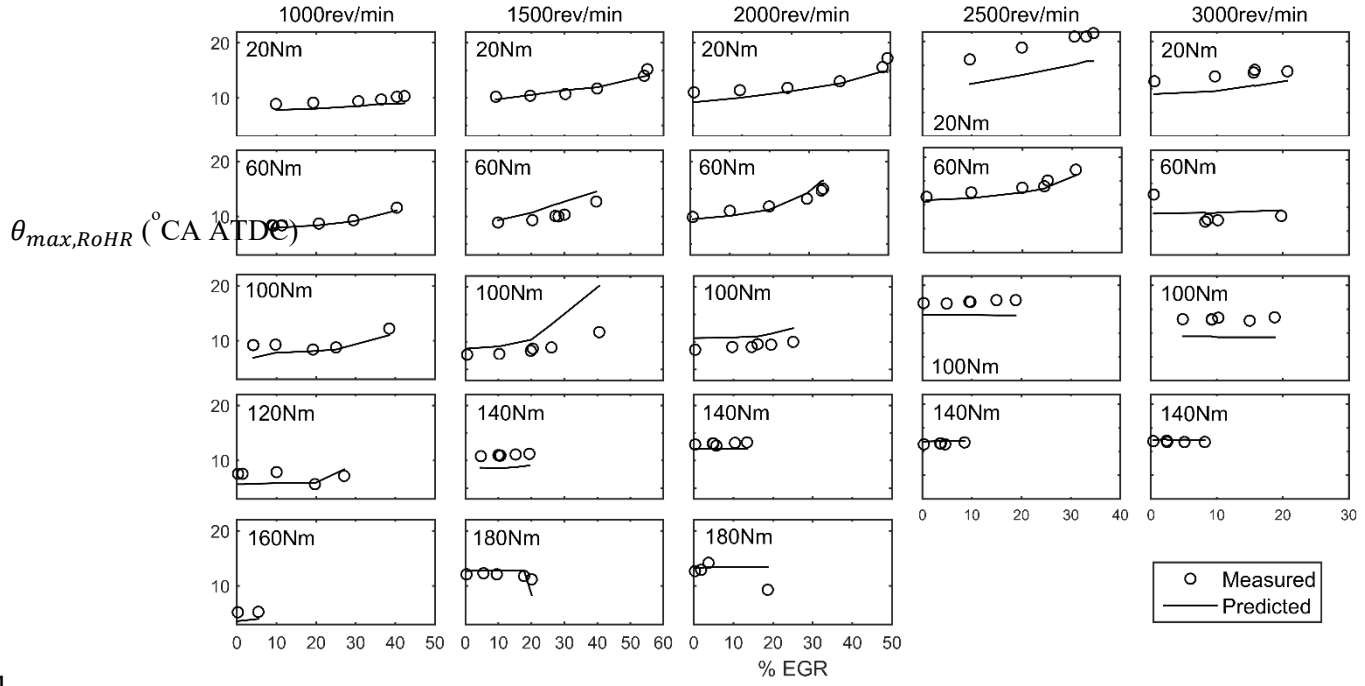 1000rev/min 1500rev/min 2000rev/min 2500rev/min 3000rev/min
20 20Nm 20Nm 20Nm 20Nm 20Nm
10
20 60Nm 60Nm 60Nm 60Nm 60Nm
10
θmax,RoHR (°CA ATDC)
20 100Nm 100Nm 100Nm 100Nm 100Nm
10
20 120Nm 140Nm 140Nm 140Nm 140Nm
10
0 10 20 30 40 0 10 20 30
20 160Nm 180Nm 180Nm
10
Measured
Predicted
0 10 20 30 40 50 0 10 20 30 40 50 60 0 10 20 30 40 50
% EGR